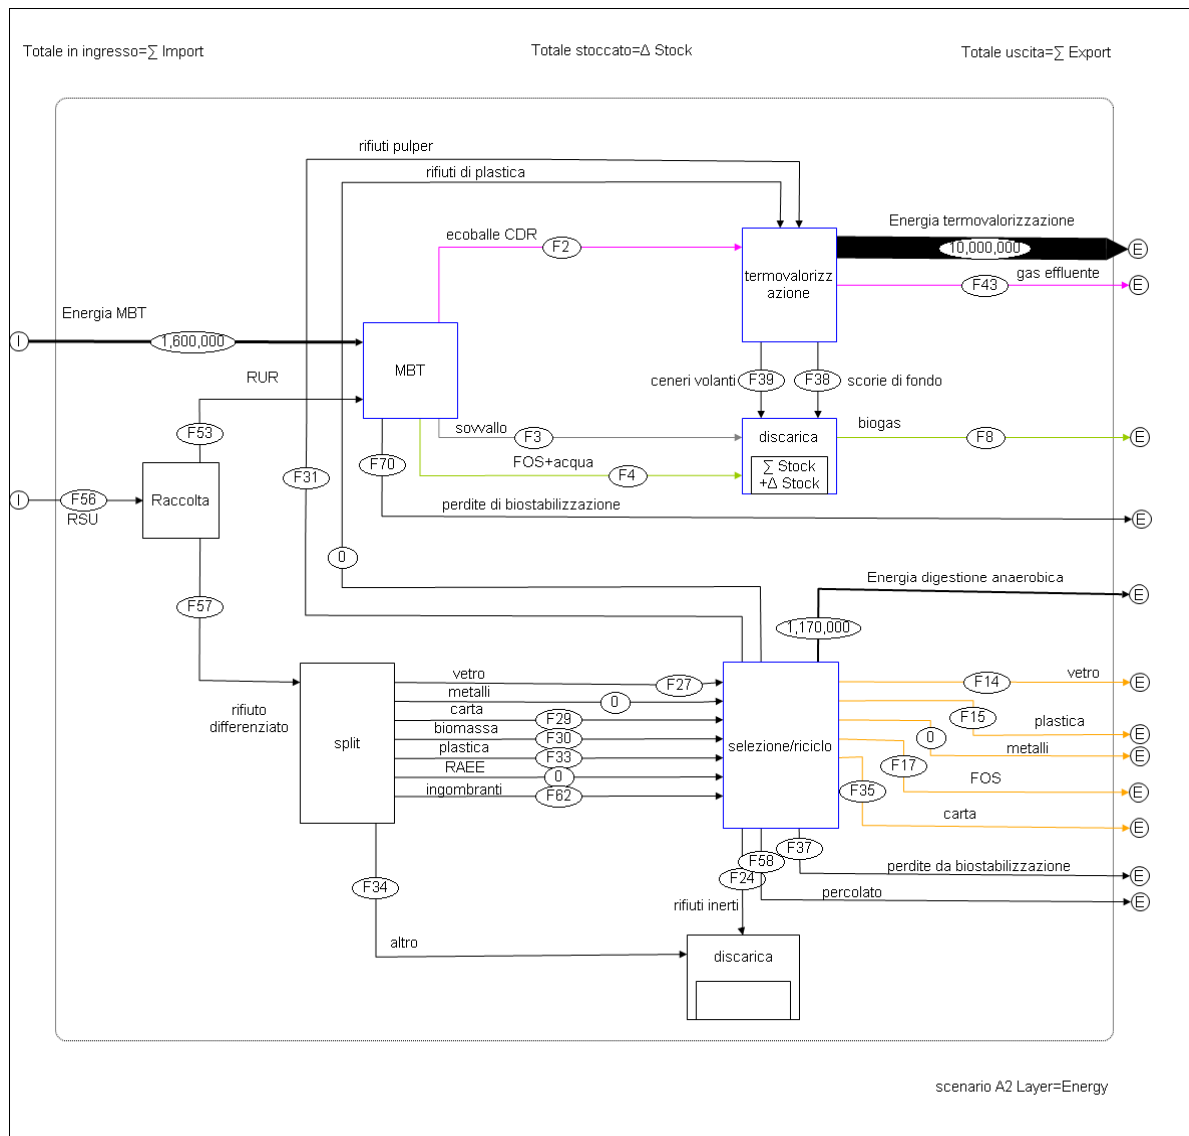 Totale in ingresso=∑ Import
Totale stoccato=Δ Stock
Totale uscita=∑ Export
rifiuti pulper
rifiuti di plastica
ecoballe CDR
F2
termovalorizz
azione
Energia termovalorizzazione
10,000,000
E
gas effluente
F43
E
Energia MBT
I
1,600,000
MBT
RUR
F53
ceneri volanti
F39
F38
scorie di fondo
sovvallo
F3
discarica
∑ Stock
+Δ Stock
biogas
F8
E
FOS+acqua
F4
F70
F31
I
F56
RSU
Raccolta
perdite di biostabilizzazione
E
0
F57
Energia digestione anaerobica
E
1,170,000
rifiuto
differenziato
split
vetro
F27
metalli
0
carta
F29
biomassa
F30
plastica
F33
RAEE
0
ingombranti
F62
selezione/riciclo
F14
vetro
E
F15
plastica
E
0
metalli
E
F17
FOS
E
F35
carta
E
F37
perdite da biostabilizzazione
E
F58
percolato
E
F24
rifiuti inerti
F34
altro
discarica
scenario A2 Layer=Energy